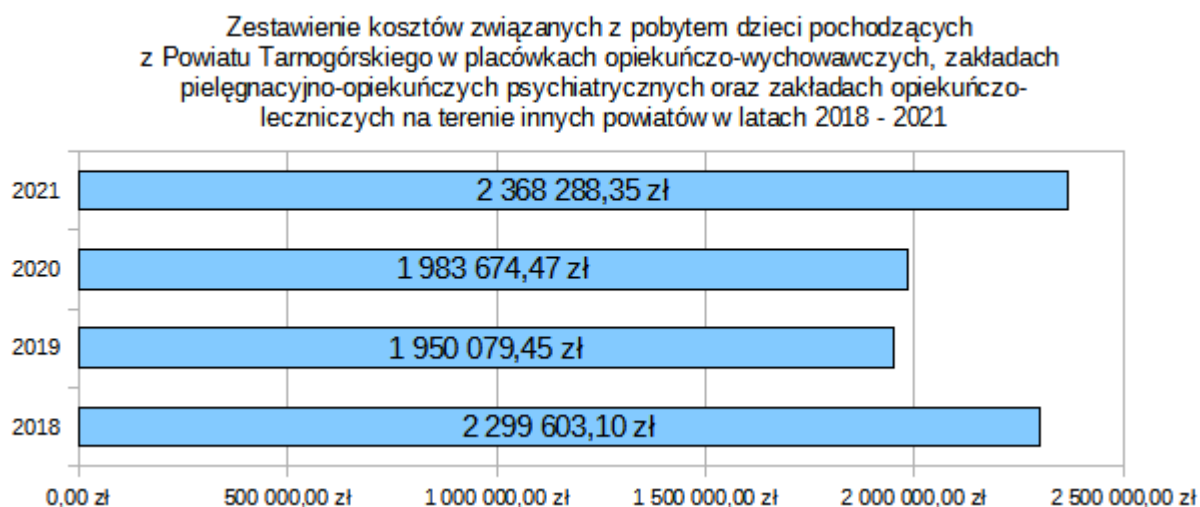 Zestawienie kosztów związanych z pobytem dzieci pochodzących
z Powiatu Tarnogórskiego w placówkach opiekuńczo-wychowawczych, zakładach
pielęgnacyjno-opiekuńczych psychiatrycznych oraz zakładach opiekuńczo-
leczniczych na terenie innych powiatów w latach 2018 - 2021
2021 2 368 288,35 zł
2020 1 983 674,47 zł
2019 1 950 079,45 zł
2018 2 299 603,10 zł
0,00 zł 500 000,00 zł 1 000 000,00 zł 1 500 000,00 zł 2 000 000,00 zł 2 500 000,00 zł